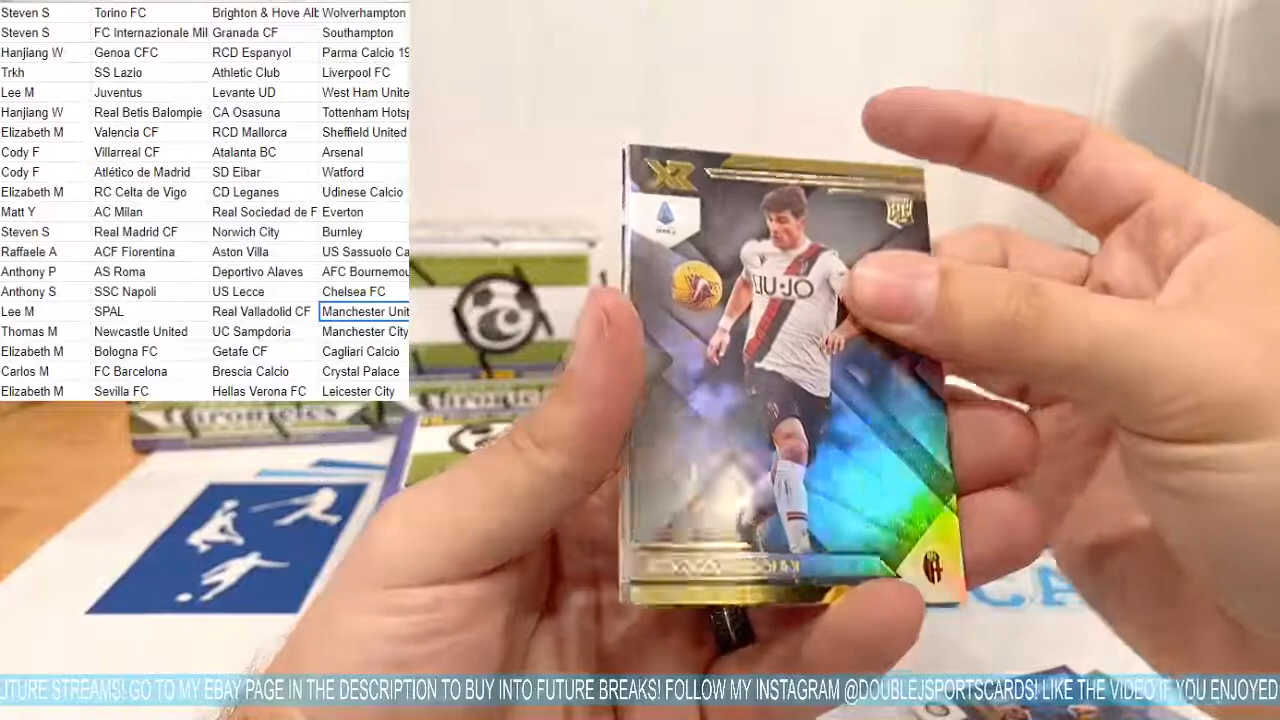 Steven S Torino FC Brighton & Hove Alb Wolverhampton
Steven S FC Internazionale Mil Granada CF Southampton
Hanjiang W Genoa CFC RCD Espanyol Parma Calcio 19
Trkh SS Lazio Athletic Club Liverpool FC
Lee M Juventus Levante UD West Ham Unite
Hanjiang W Real Betis Balompie CA Osasuna Tottenham Hotsp
Elizabeth M Valencia CF RCD Mallorca Sheffield United
Cody F Villarreal CF Atalanta BC Arsenal
Cody F Atlético de Madrid SD Eibar Watford
Elizabeth M RC Celta de Vigo CD Leganes Udinese Calcio
Matt Y AC Milan Real Sociedad de F Everton
Steven S Real Madrid CF Norwich City Burnley
Raffaele A ACF Fiorentina Aston Villa US Sassuolo Ca
Anthony P AS Roma Deportivo Alaves AFC Bournemou
Anthony S SSC Napoli US Lecce Chelsea FC
Lee M SPAL Real Valladolid CF Manchester Unit
Thomas M Newcastle United UC Sampdoria Manchester City
Elizabeth M Bologna FC Getafe CF Cagliari Calcio
Carlos M FC Barcelona Brescia Calcio Crystal Palace
Elizabeth M Sevilla FC Hellas Verona FC Leicester City
XR
LIU·JO
Chronicles
UTURE STREAMS! GO TO MY EBAY PAGE IN THE DESCRIPTION TO BUY INTO FUTURE BREAKS! FOLLOW MY INSTAGRAM @DOUBLEJSPORTSCARDS! LIKE THE VIDEO IF YOU ENJOYED